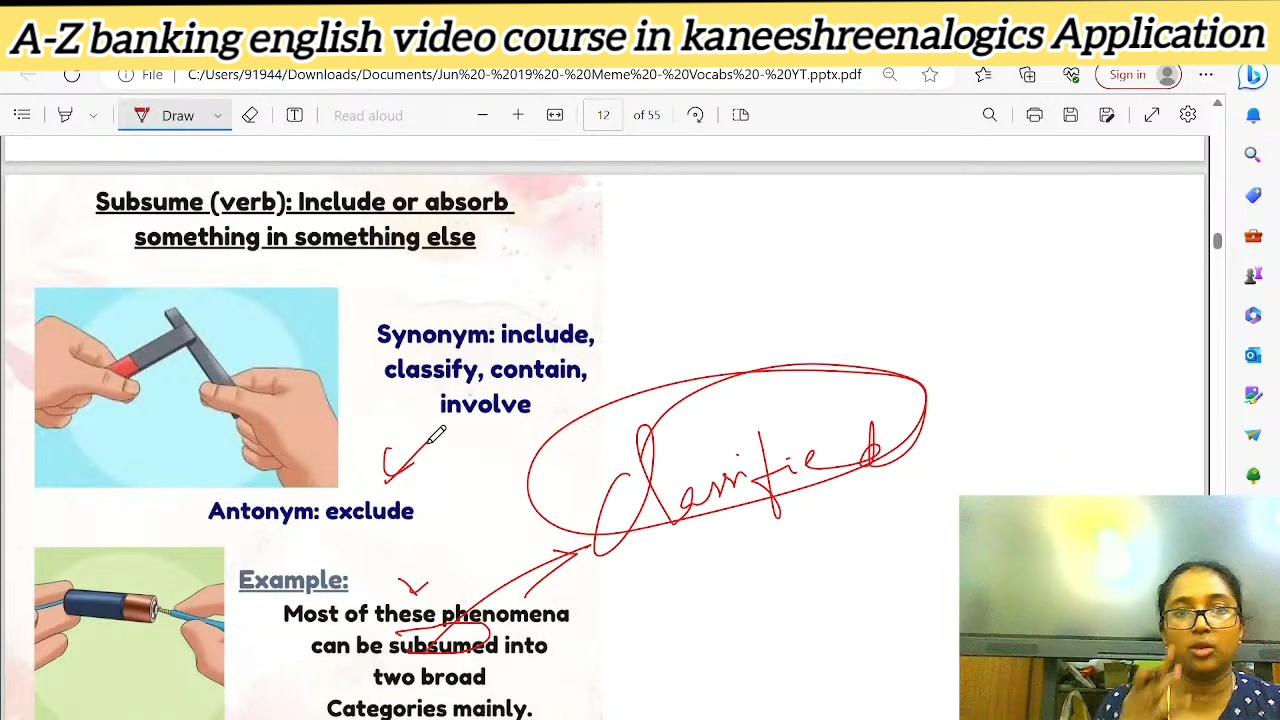 A-Z banking english video course in kaneeshreenalogics Application
File C:/Users/91944/Downloads/Documents/Jun%20-%2019%20-%20Meme%20-%20Vocabs%20-%20YT.pptx.pdf Sign in
Draw Read aloud 12 of 55
Subsume (verb): Include or absorb
something in something else
Synonym: include,
classify, contain,
involve
Classified
Antonym: exclude
Example:
Most of these phenomena
can be subsumed into
two broad
Categories mainly.